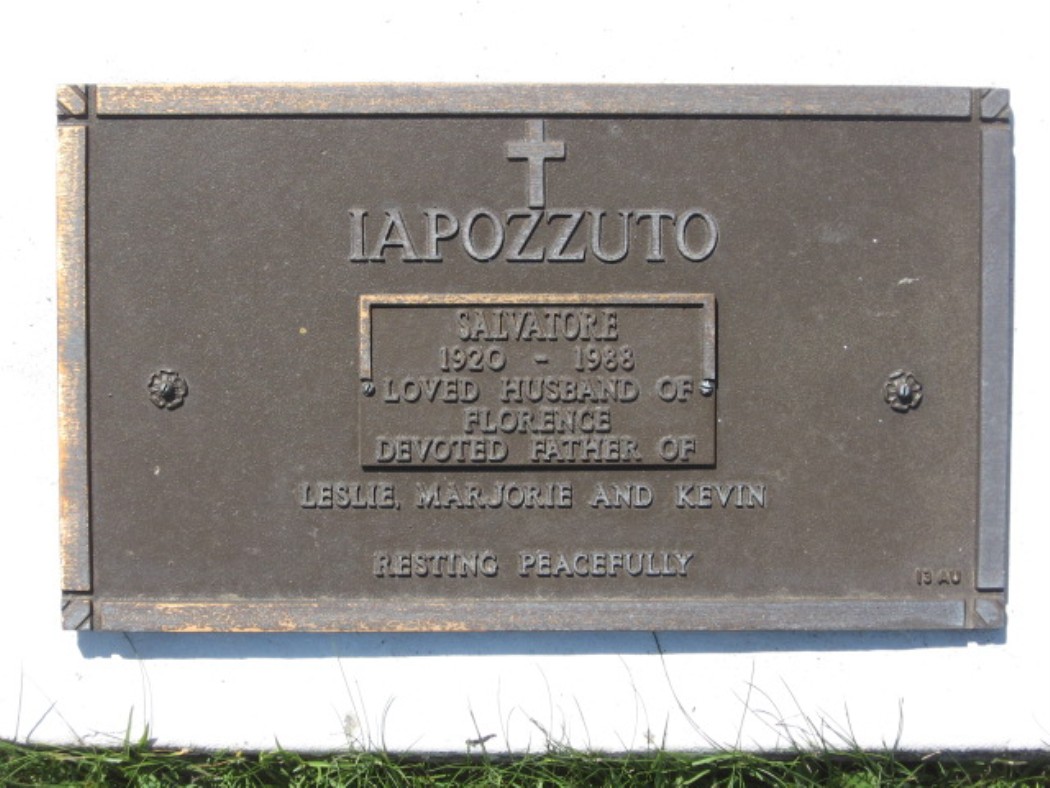 IAPOZZUTO
SALVATORE
1920 - 1988
LOVED HUSBAND OF
FLORENCE
DEVOTED FATHER OF
LESLIE, MARJORIE AND KEVIN
RESTING PEACEFULLY
13 AU